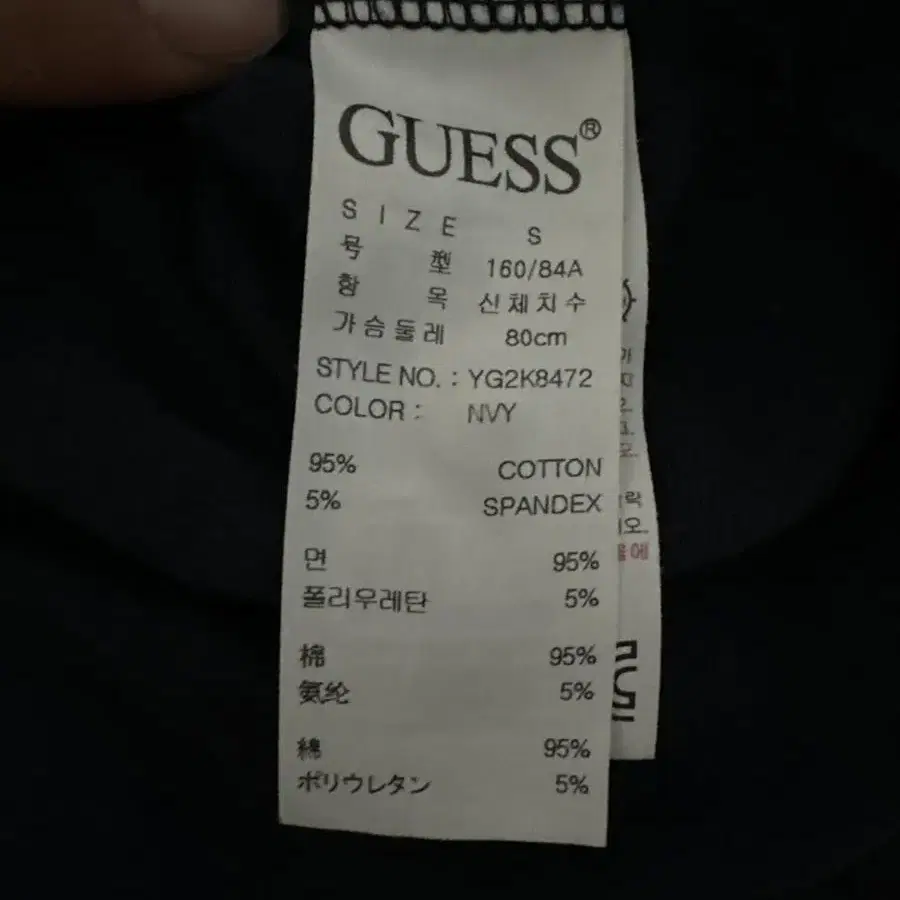 GUESS®
SIZE S
号型 160/84A
항목 신체치수
가슴둘레 80cm
STYLE NO. : YG2K8472
COLOR : NVY
95% COTTON
5% SPANDEX
면 95%
폴리우레탄 5%
棉 95%
氨纶 5%
綿 95%
ポリウレタン 5%